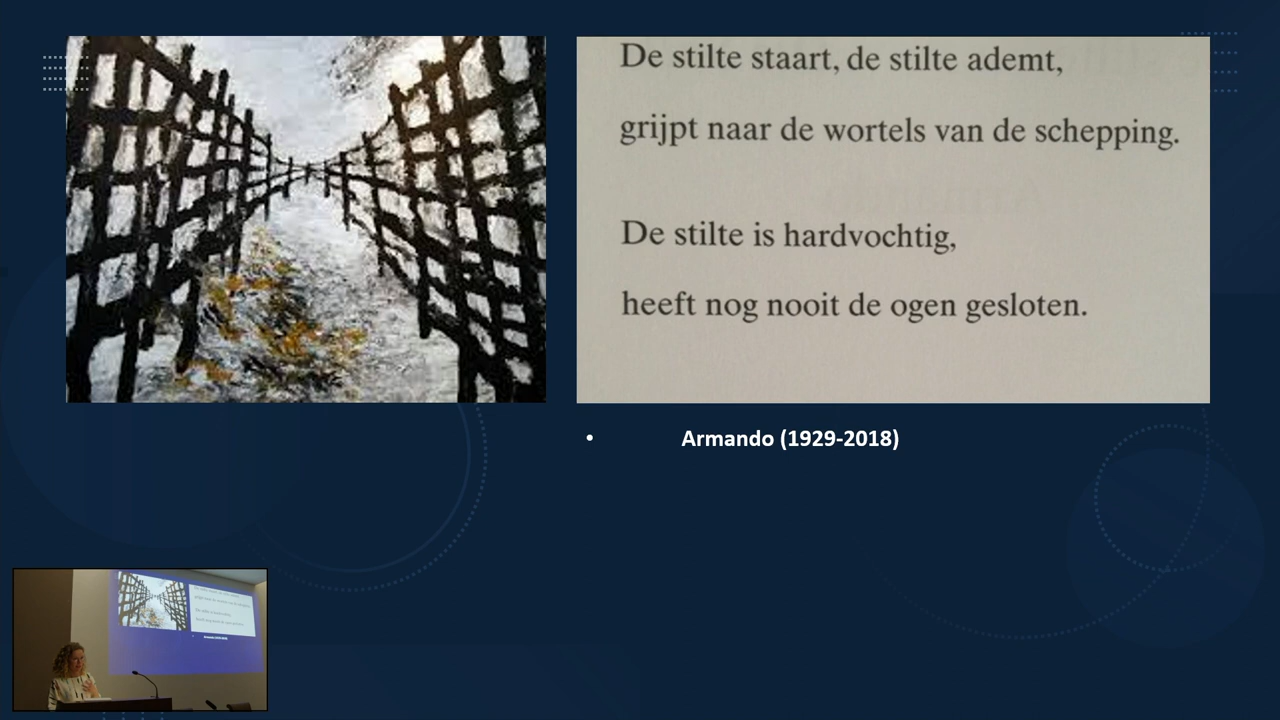 De stilte staart, de stilte ademt,
grijpt naar de wortels van de schepping.
De stilte is hardvochtig,
heeft nog nooit de ogen gesloten.
• Armando (1929-2018)